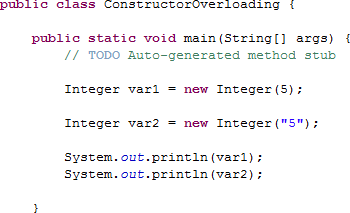 public class ConstructorOverloading {
public static void main(String[] args) {
// TODO Auto-generated method stub
Integer var1 = new Integer(5);
Integer var2 = new Integer("5");
System.out.println(var1);
System.out.println(var2);
}